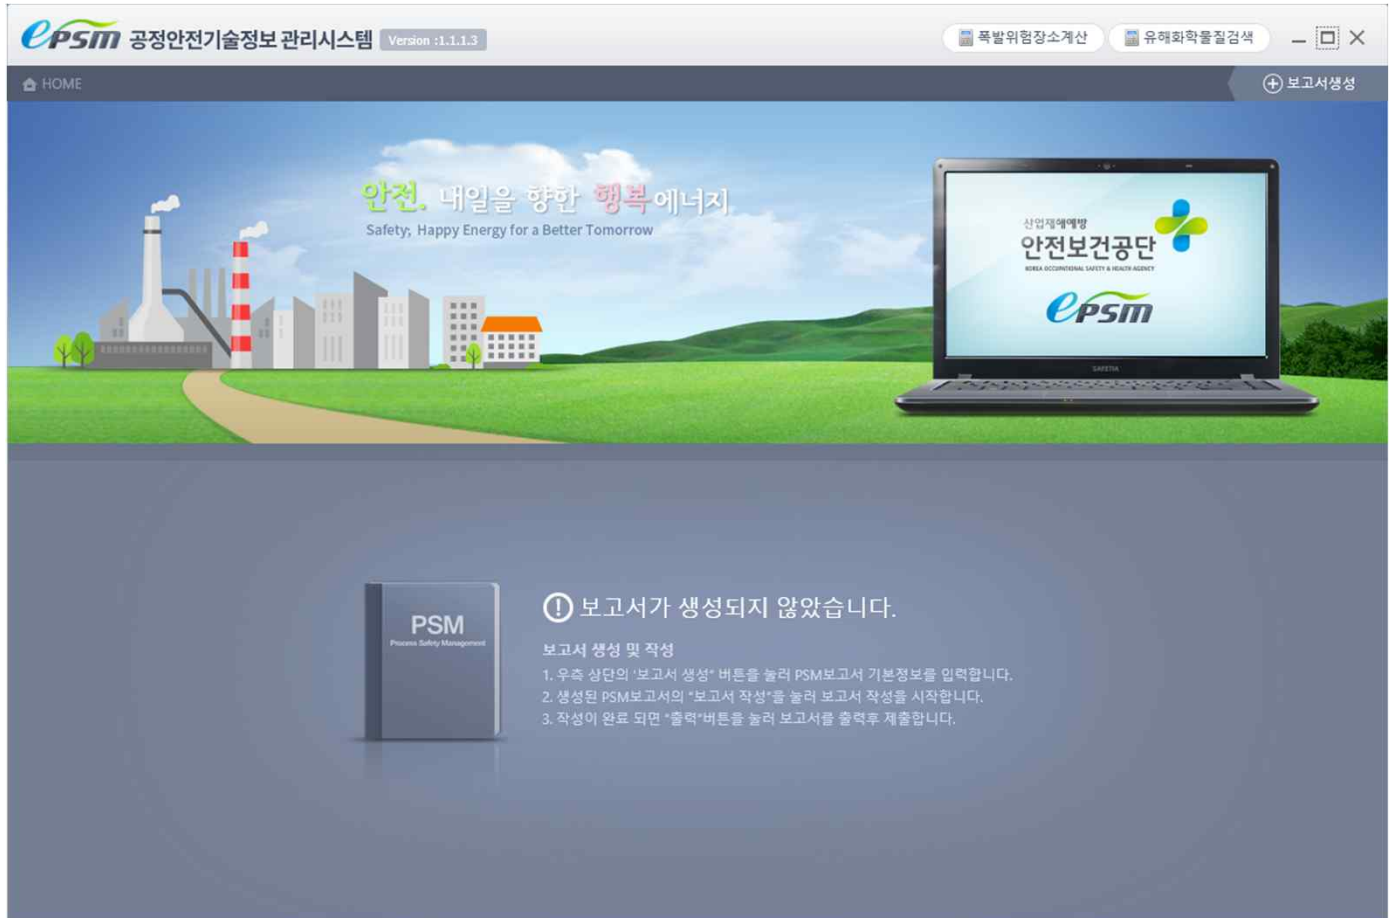 epsm 공정안전기술정보 관리시스템 Version :1.1.1.3
폭발위험장소계산 유해화학물질검색
HOME
보고서생성
안전. 내일을 향한 행복에너지
Safety, Happy Energy for a Better Tomorrow
산업재해예방
안전보건공단
KOREA OCCUPATIONAL SAFETY & HEALTH AGENCY
epsm
PSM
Process Safety Management
보고서가 생성되지 않았습니다.
보고서 생성 및 작성
1. 우측 상단의 '보고서 생성" 버튼을 눌러 PSM보고서 기본정보를 입력합니다.
2. 생성된 PSM보고서의 "보고서 작성"을 눌러 보고서 작성을 시작합니다.
3. 작성이 완료 되면 "출력"버튼을 눌러 보고서를 출력후 제출합니다.